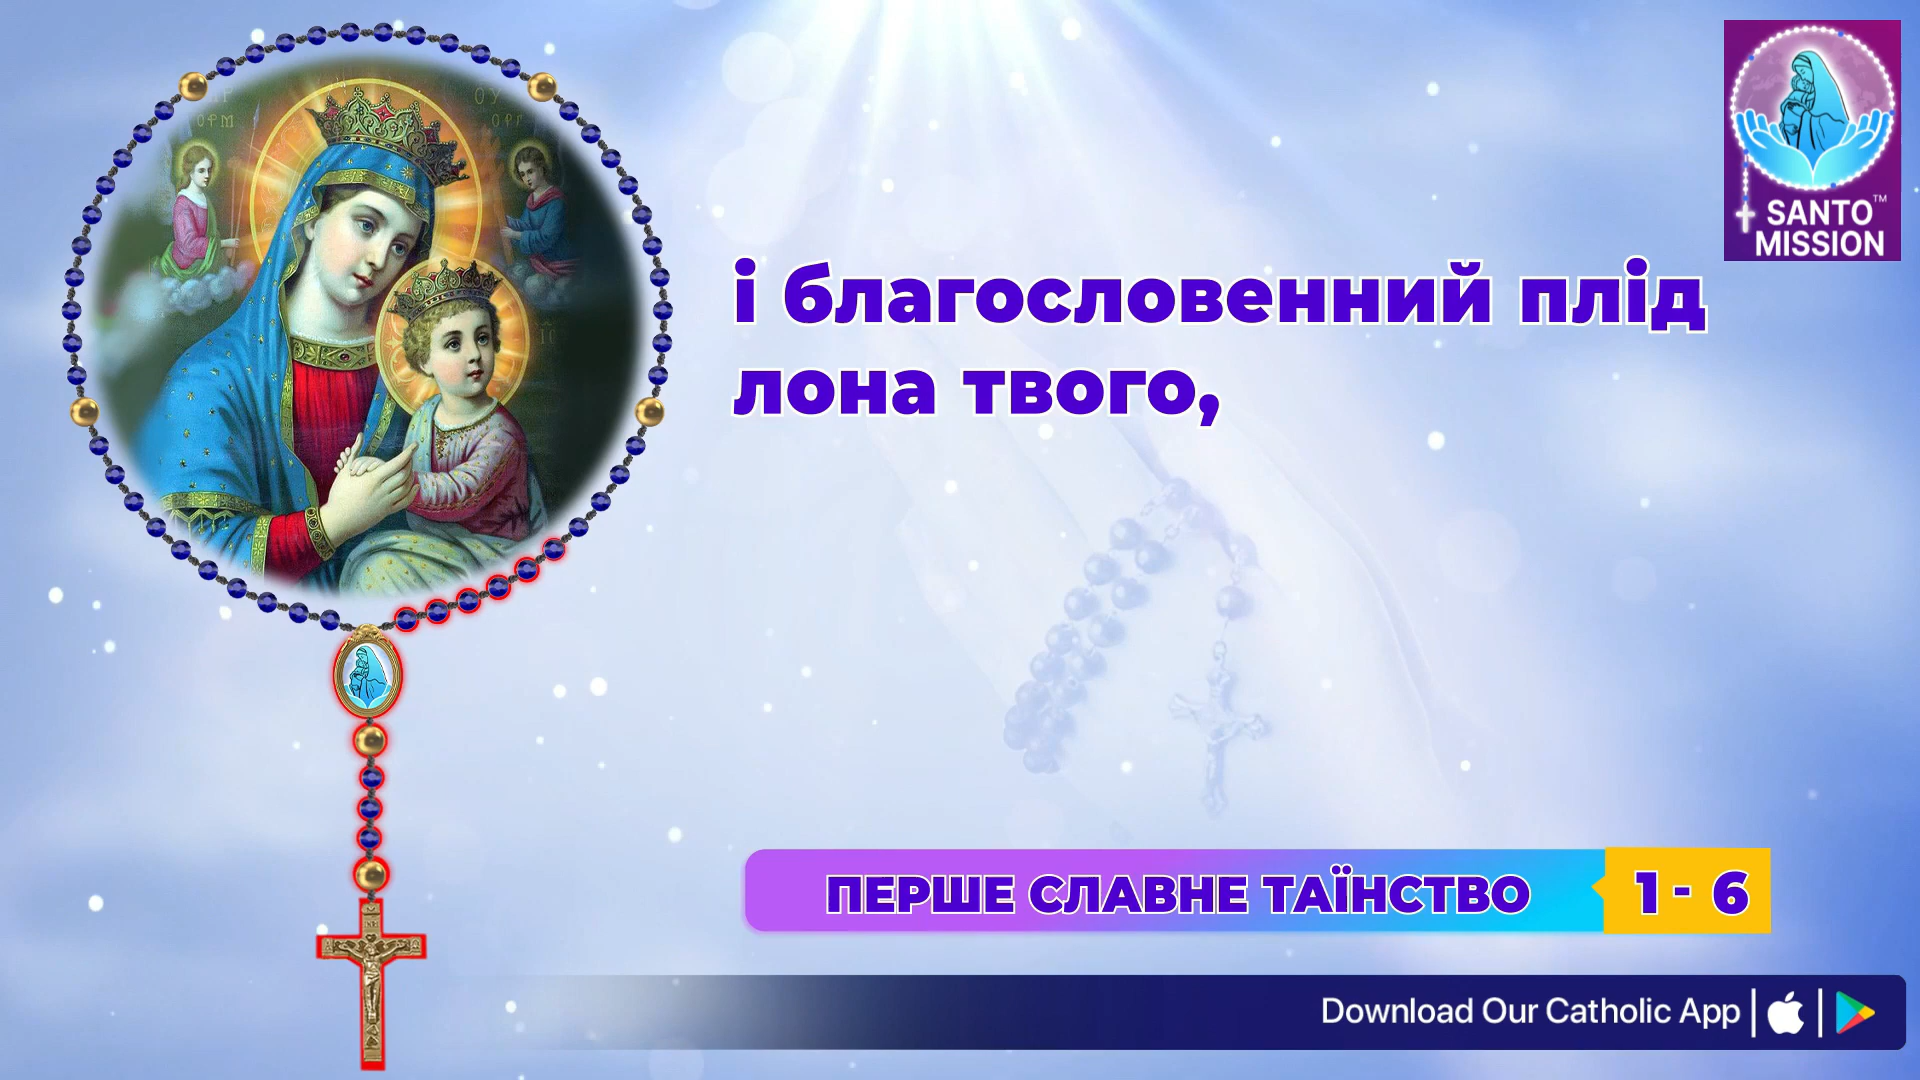 SANTO™
MISSION
і благословенний плід
лона твого,
ПЕРШЕ СЛАВНЕ ТАЇНСТВО
1 - 6
Download Our Catholic App